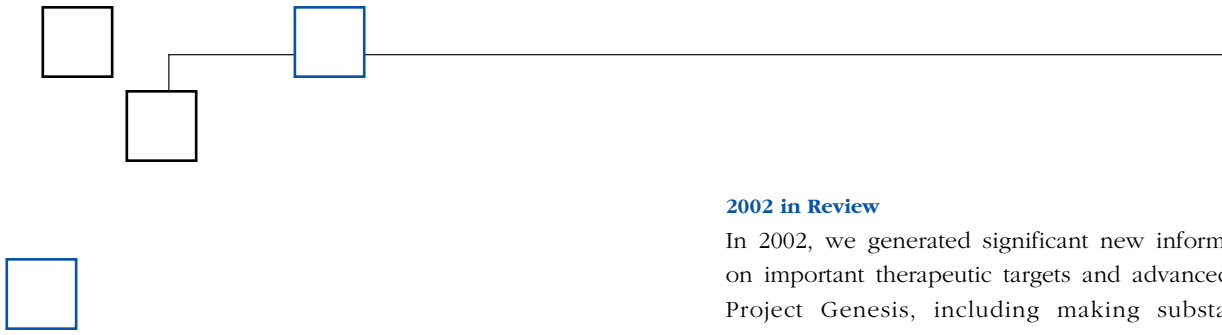 2002 in Review
In 2002, we generated significant new inform
on important therapeutic targets and advanced
Project Genesis, including making substa